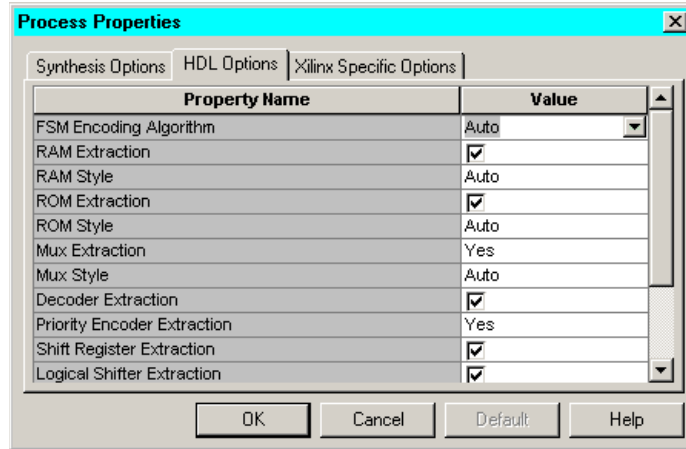 Process Properties
Synthesis Options HDL Options Xilinx Specific Options
Property Name Value
FSM Encoding Algorithm Auto
RAM Extraction
RAM Style Auto
ROM Extraction
ROM Style Auto
Mux Extraction Yes
Mux Style Auto
Decoder Extraction
Priority Encoder Extraction Yes
Shift Register Extraction
Logical Shifter Extraction
OK Cancel Default Help